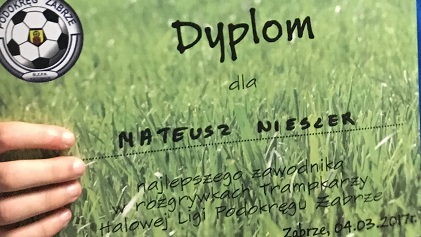 PODOKRĘG ZABRZE
Dyplom
dla
MATEUSZ NIESLER
najlepszego zawodnika
w rozgrywkach Trampkarzy
Halowej Ligi Podokręgu Zabrze
Zabrze, 04.03.2017r.